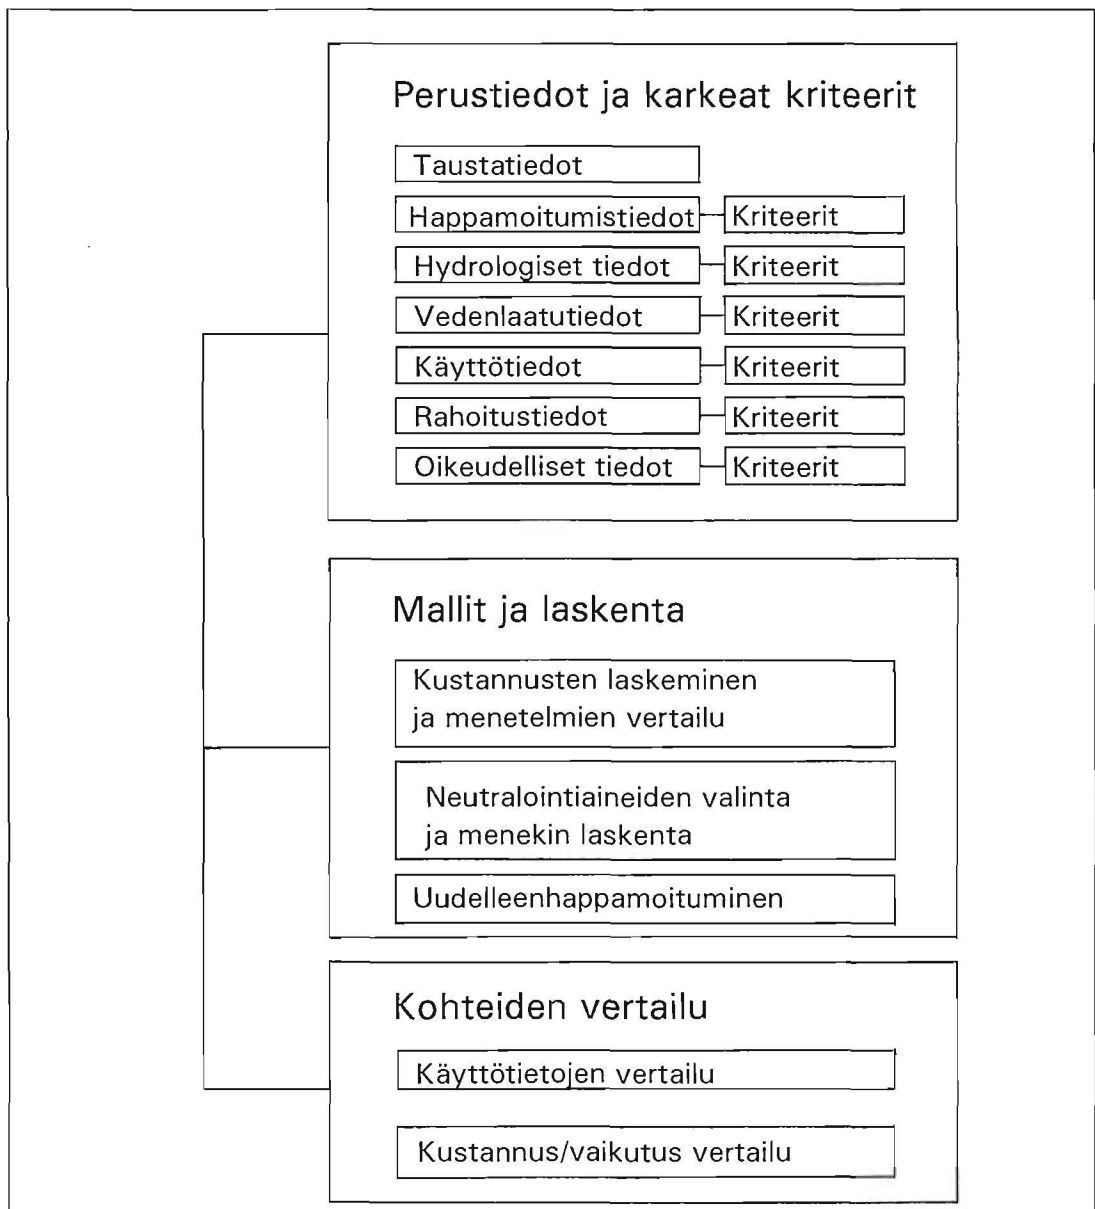 Perustiedot ja karkeat kriteerit
Taustatiedot
Happamoitumistiedot Kriteerit
Hydrologiset tiedot Kriteerit
Vedenlaatutiedot Kriteerit
Käyttötiedot Kriteerit
Rahoitustiedot Kriteerit
Oikeudelliset tiedot Kriteerit
Mallit ja laskenta
Kustannusten laskeminen
ja menetelmien vertailu
Neutralointiaineiden valinta
ja menekin laskenta
Uudelleenhappamoituminen
Kohteiden vertailu
Käyttötietojen vertailu
Kustannus/vaikutus vertailu